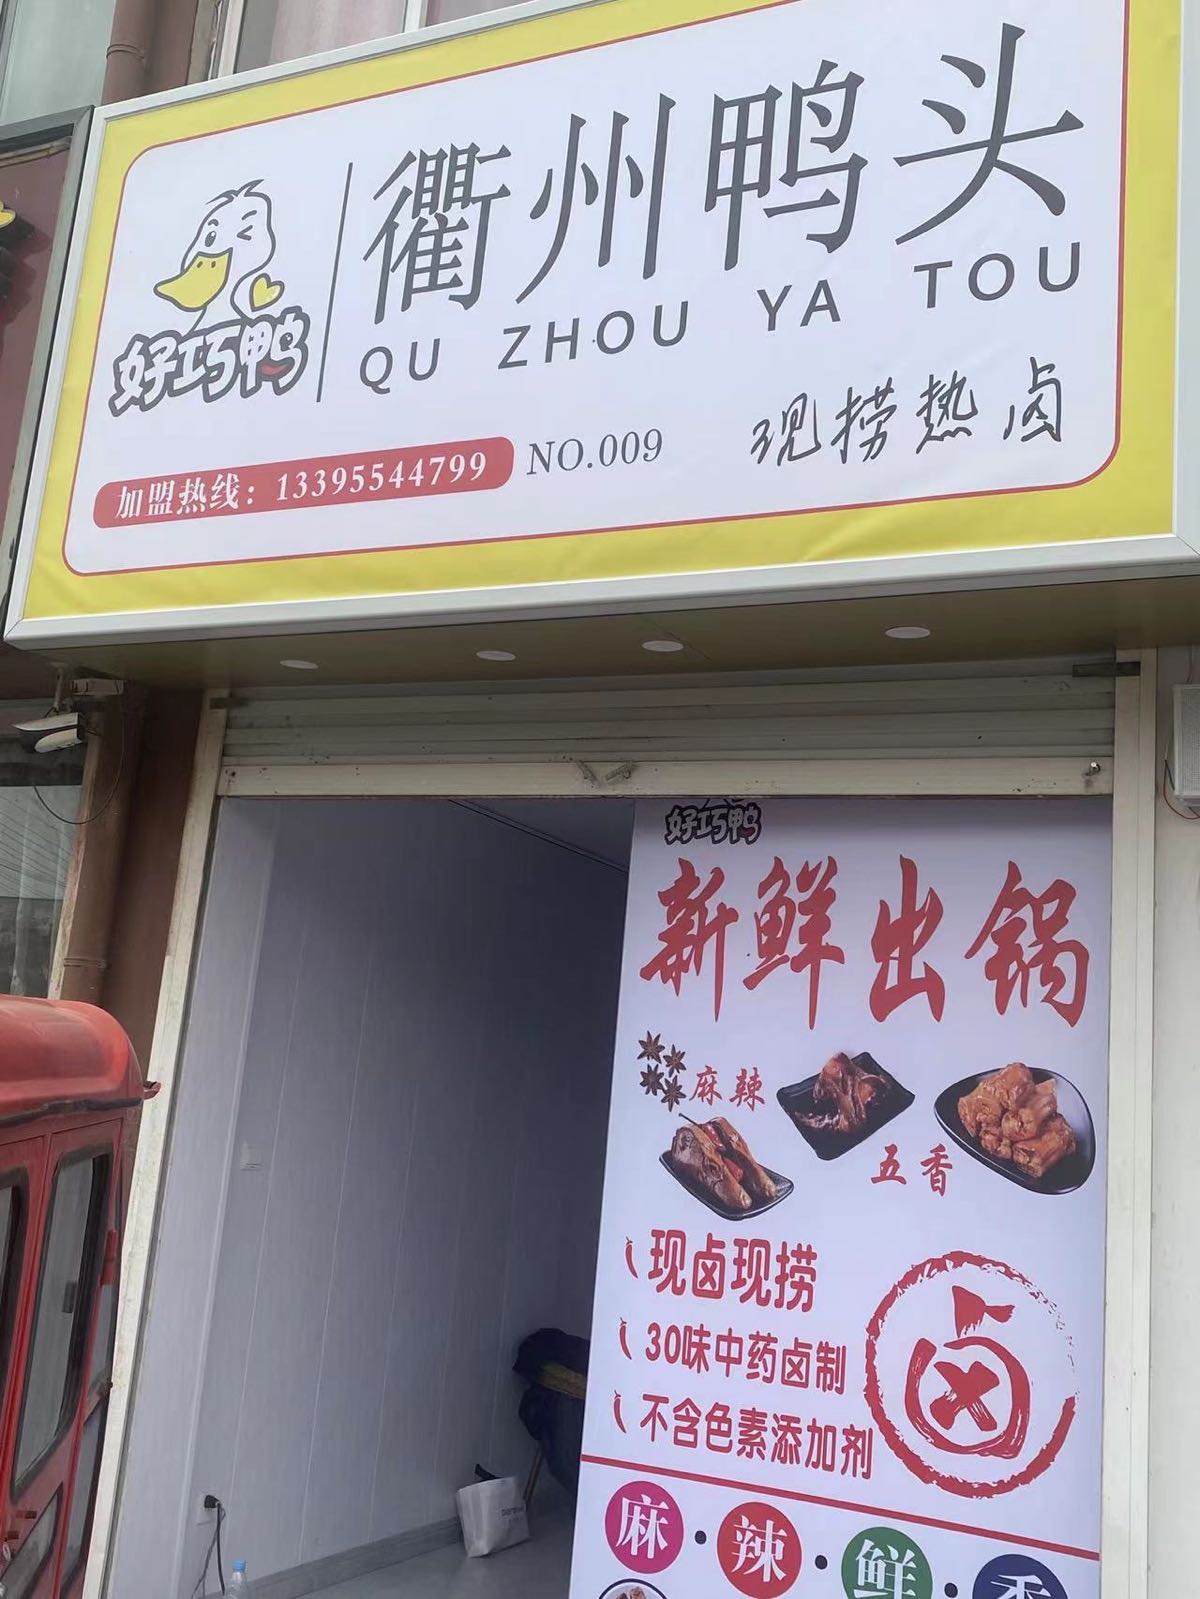 衢州鸭头
QU ZHOU YA TOU
好巧鸭
现捞热卤
加盟热线：13395544799
NO.009
好巧鸭
新鲜出锅
麻辣
五香
现卤现捞
30味中药卤制
不含色素添加剂
卤
麻·辣·鲜·香